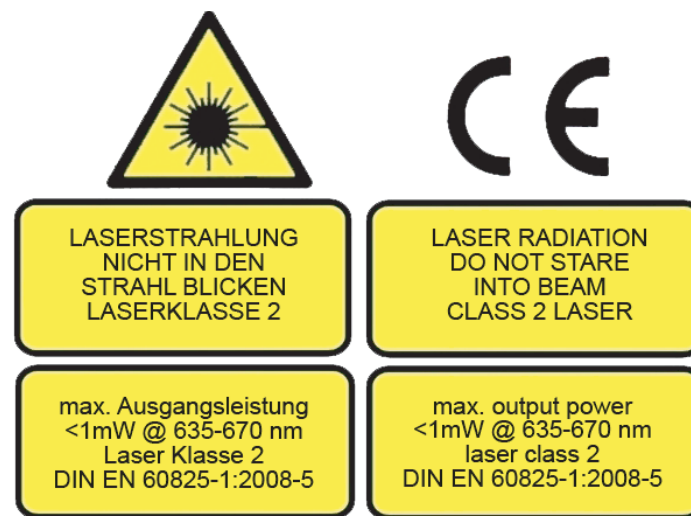 CE
LASERSTRAHLUNG
NICHT IN DEN
STRAHL BLICKEN
LASERKLASSE 2
LASER RADIATION
DO NOT STARE
INTO BEAM
CLASS 2 LASER
max. Ausgangsleistung
<1mW @ 635-670 nm
Laser Klasse 2
DIN EN 60825-1:2008-5
max. output power
<1mW @ 635-670 nm
laser class 2
DIN EN 60825-1:2008-5